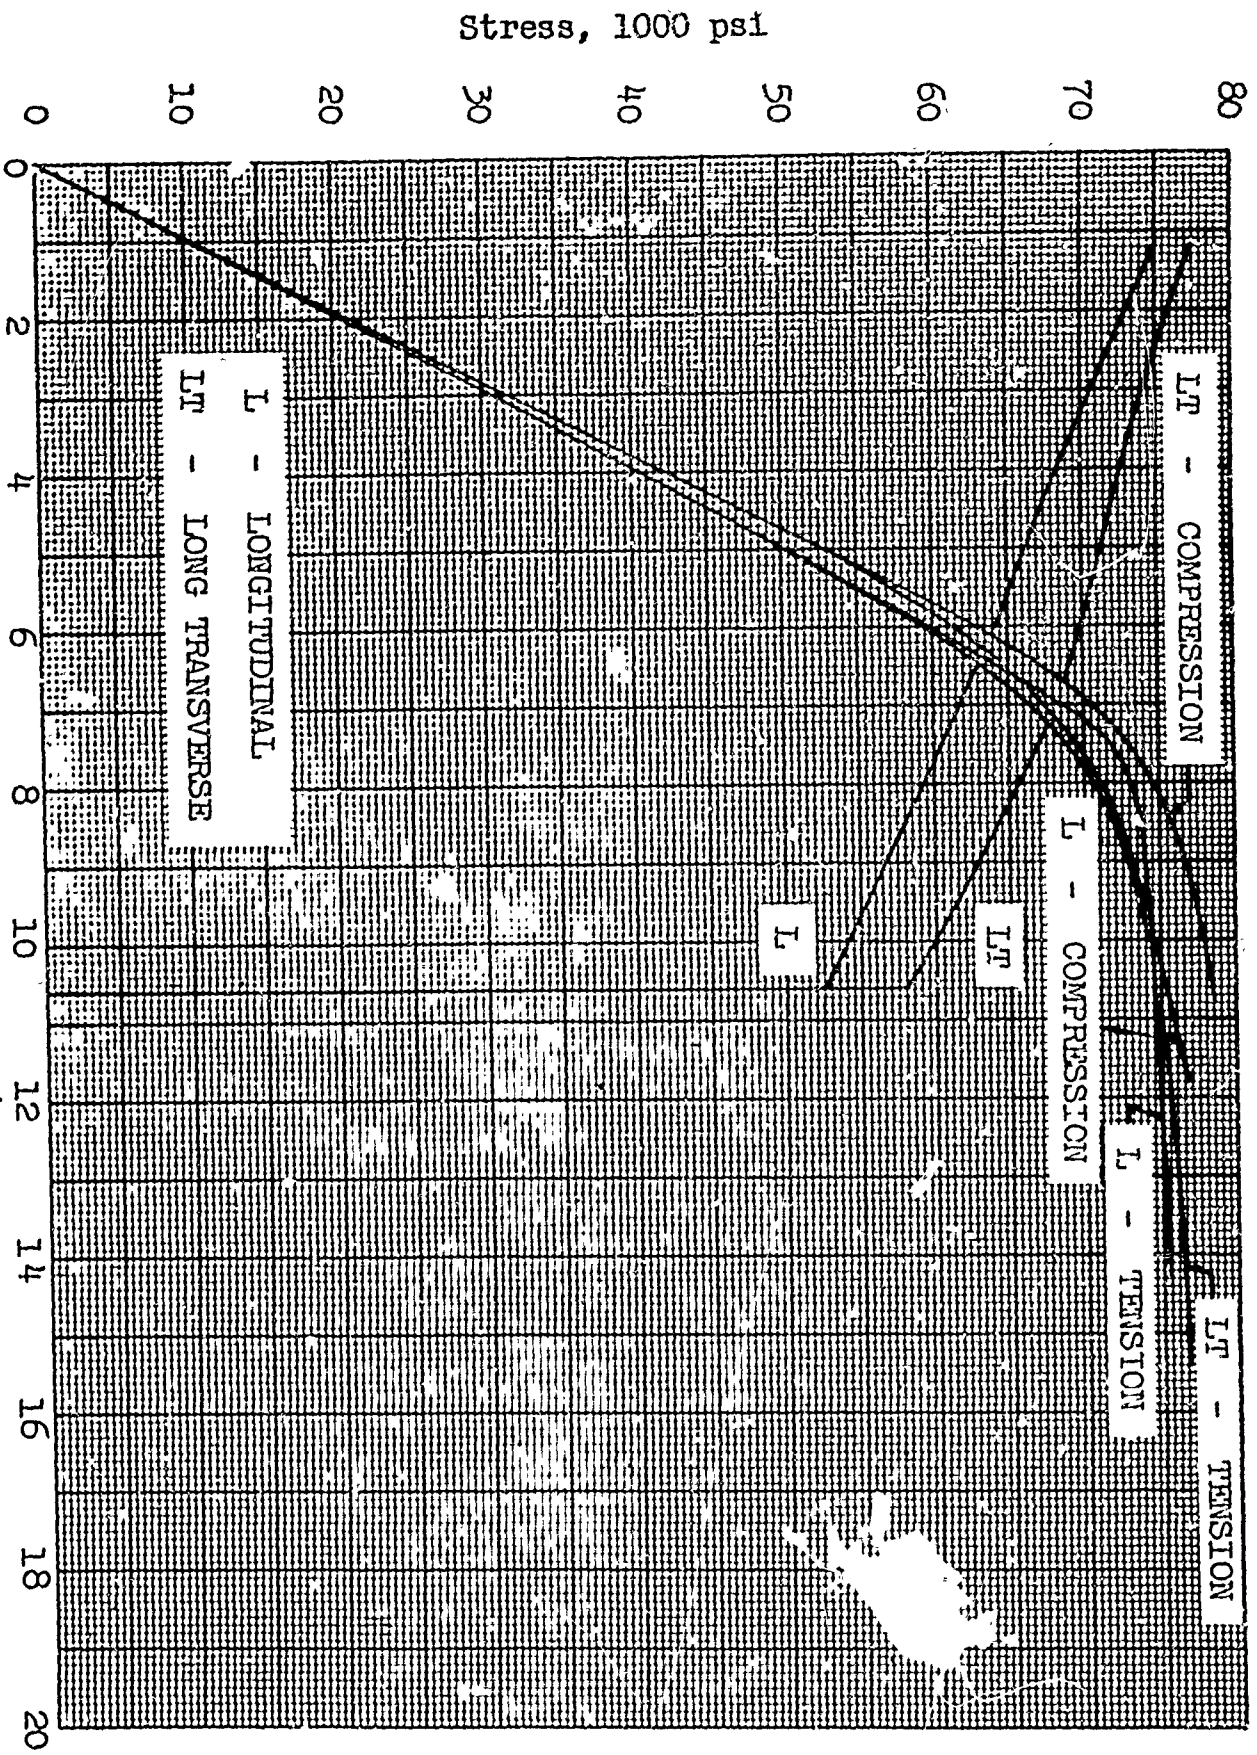 Stress, 1000 psi
0
10
20
30
40
50
60
70
80
0
2
4
6
8
10
12
14
16
18
20
LT - COMPRESSION
L - COMPRESSION
L - TENSION
LT - TENSION
LT
L
L - LONGITUDINAL
LT - LONG TRANSVERSE